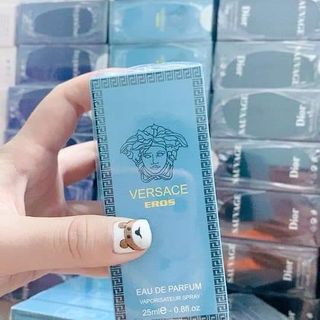 VERSACE
EROS
EAU DE PARFUM
VAPORISATEUR SPRAY
25ml℮ - 0.8fl.oz
SAUVAGE
Dior
SAUVAGE
Dior
SAUVAGE
Dior